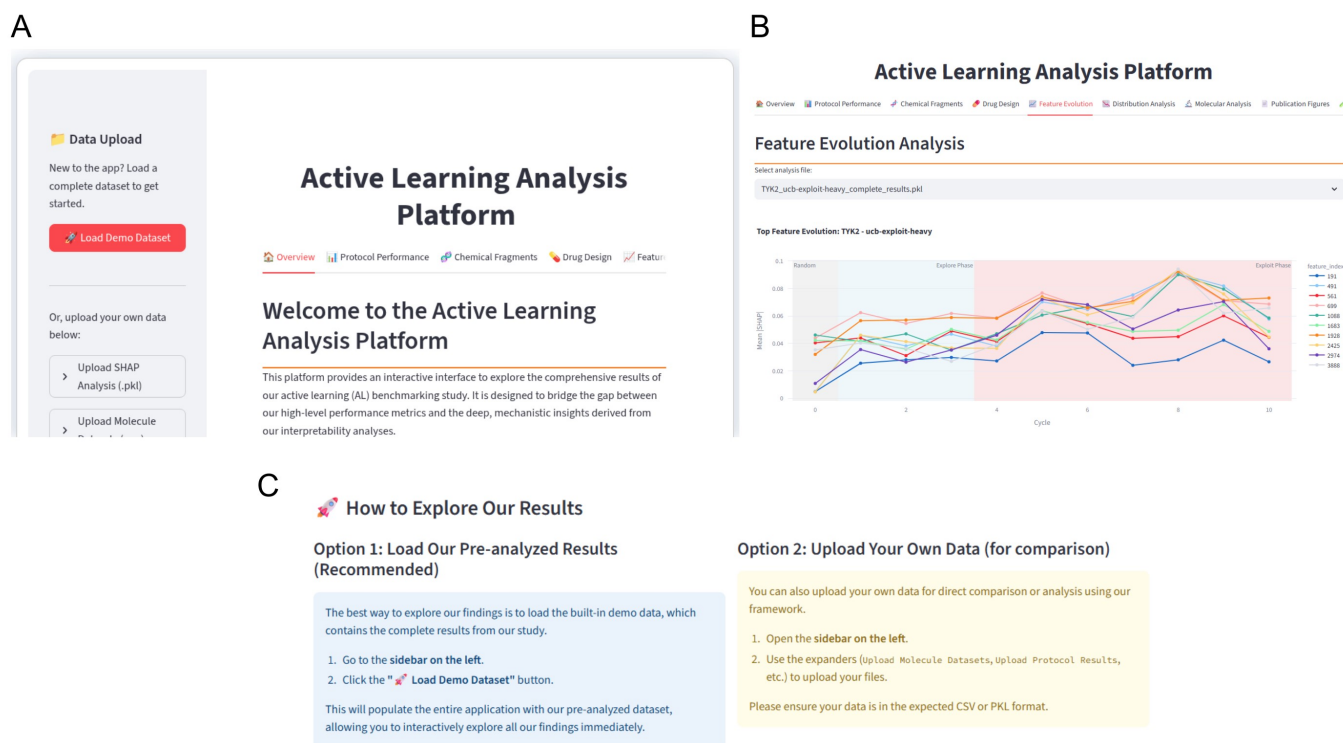 A
📁 Data Upload
New to the app? Load a
complete dataset to get
started.
🚀 Load Demo Dataset
Or, upload your own data
below:
Upload SHAP
Analysis (.pkl)
Upload Molecule
Active Learning Analysis
Platform
🏠 Overview 📊 Protocol Performance 🧬 Chemical Fragments 💊 Drug Design 📈 Featur
Welcome to the Active Learning
Analysis Platform
This platform provides an interactive interface to explore the comprehensive results of
our active learning (AL) benchmarking study. It is designed to bridge the gap between
our high-level performance metrics and the deep, mechanistic insights derived from
our interpretability analyses.
B
Active Learning Analysis Platform
🏠 Overview 📊 Protocol Performance 🧬 Chemical Fragments 💊 Drug Design 📈 Feature Evolution 📉 Distribution Analysis 🔬 Molecular Analysis 📄 Publication Figures
Feature Evolution Analysis
Select analysis file:
TYK2_ucb-exploit-heavy_complete_results.pkl
Top Feature Evolution: TYK2 - ucb-exploit-heavy
Random Explore Phase Exploit Phase
Mean |SHAP|
0.1
0.08
0.06
0.04
0.02
0
0 2 4 6 8 10
Cycle
feature_index
191
491
561
699
1088
1683
1928
2425
2974
3888
C
🚀 How to Explore Our Results
Option 1: Load Our Pre-analyzed Results
(Recommended)
The best way to explore our findings is to load the built-in demo data, which
contains the complete results from our study.
1. Go to the sidebar on the left.
2. Click the "🚀 Load Demo Dataset" button.
This will populate the entire application with our pre-analyzed dataset,
allowing you to interactively explore all our findings immediately.
Option 2: Upload Your Own Data (for comparison)
You can also upload your own data for direct comparison or analysis using our
framework.
1. Open the sidebar on the left.
2. Use the expanders (Upload Molecule Datasets, Upload Protocol Results,
etc.) to upload your files.
Please ensure your data is in the expected CSV or PKL format.